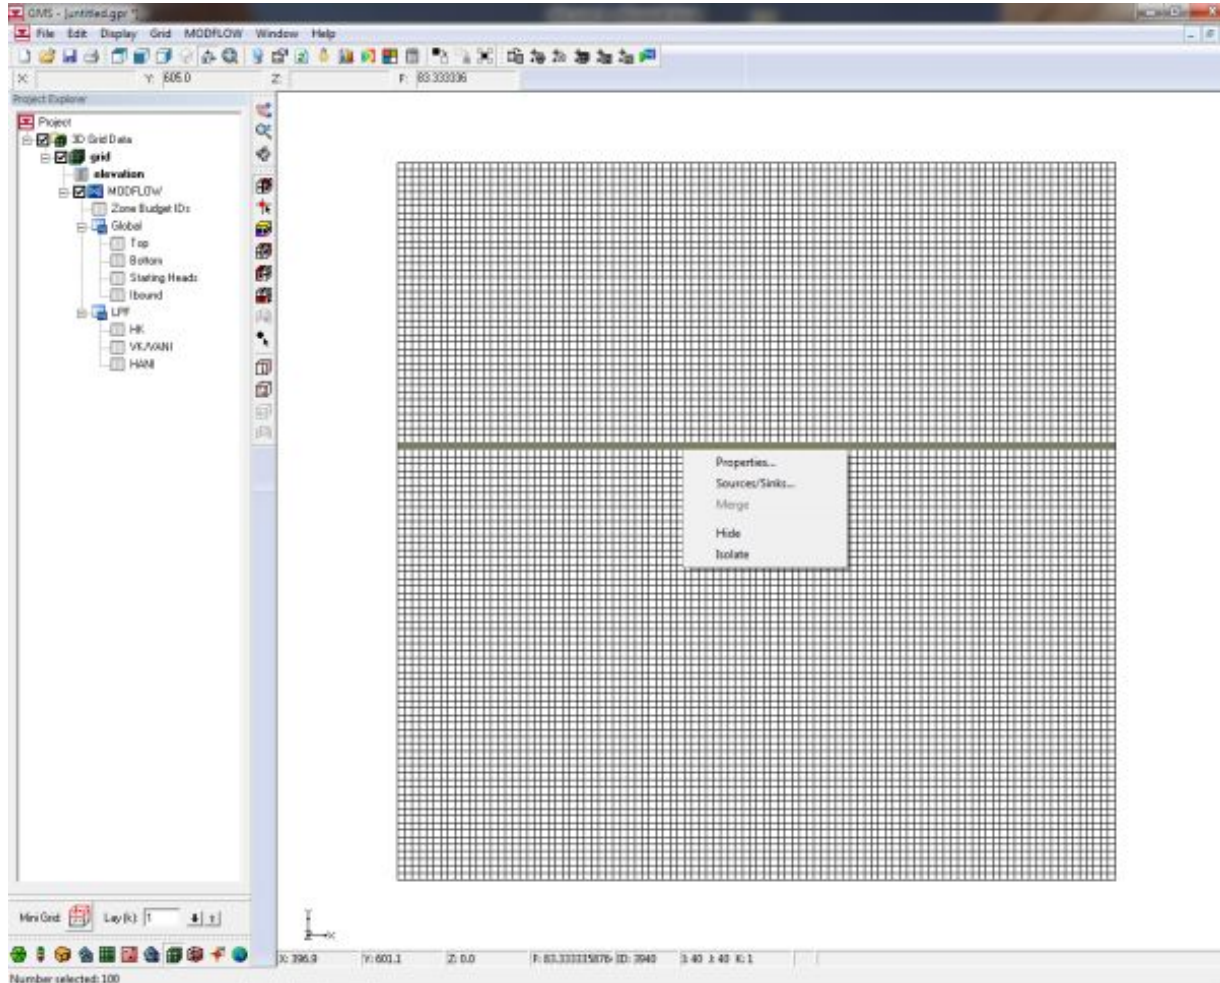 GMS - [untitled.gpr *]
File Edit Display Grid MODFLOW Window Help
X: Y: 605.0 Z: F: 83.333336
Project Explorer
Project
3D Grid Data
grid
elevation
MODFLOW
Zone Budget IDs
Global
Top
Bottom
Starting Heads
Ibound
LPF
HK
VK/VANI
HANI
Properties...
Sources/Sinks...
Merge
Hide
Isolate
Mini Grid: Lay (k): 1
Y
X
X: 396.9 Y: 601.1 Z: 0.0 ID: 3940 I: 40 J: 40 K: 1
Number selected: 100